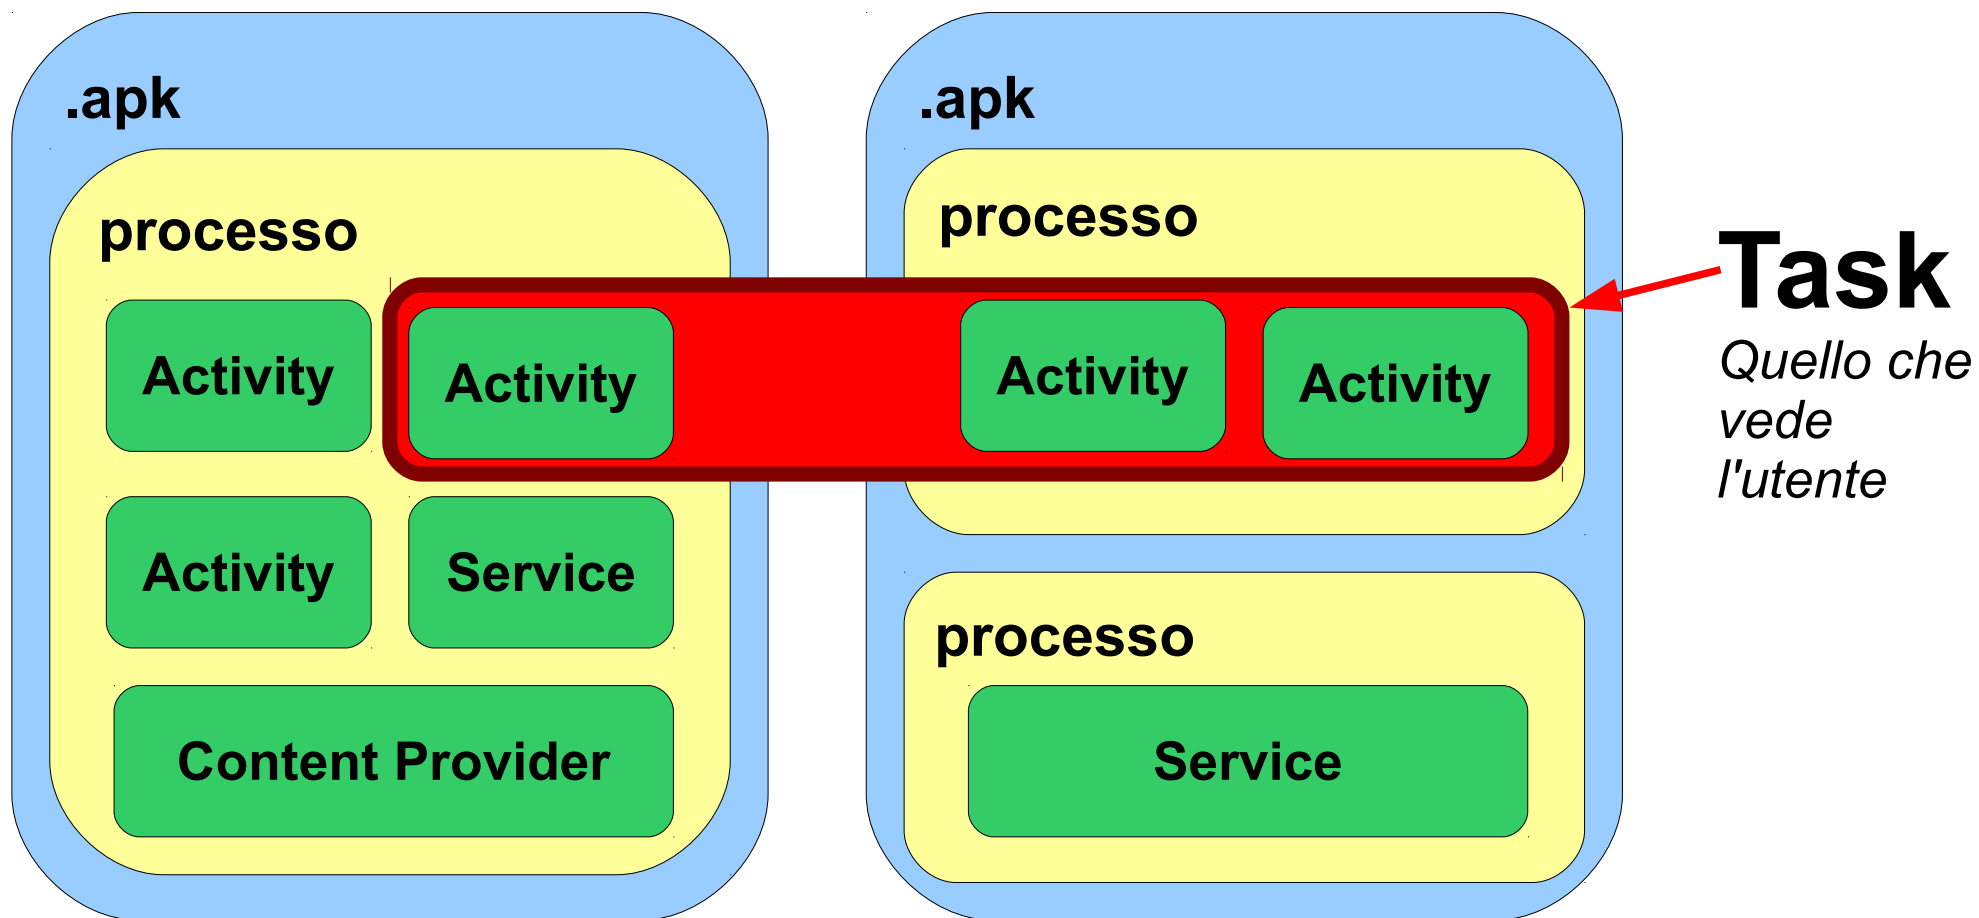 .apk
processo
Activity
Activity
Activity
Service
Content Provider
.apk
processo
Activity
Activity
processo
Service
Task
Quello che
vede
l'utente